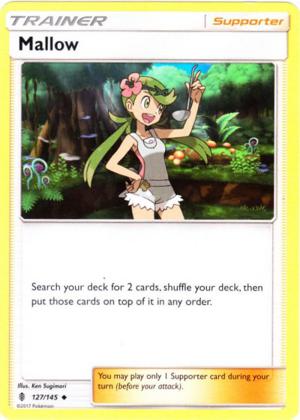 TRAINER Supporter
Mallow
Search your deck for 2 cards, shuffle your deck, then
put those cards on top of it in any order.
Illus. Ken Sugimori
127/145
©2017 Pokémon
You may play only 1 Supporter card during your
turn (before your attack).